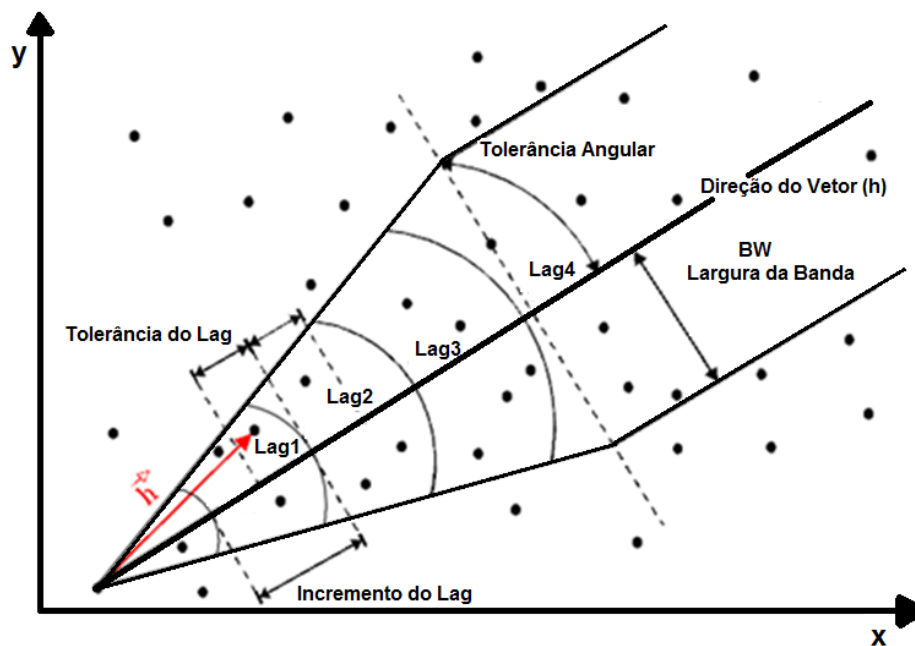 y
Tolerância Angular
Direção do Vetor (h)
BW
Largura da Banda
Lag4
Tolerância do Lag
Lag3
Lag2
Lag1
h
Incremento do Lag
x